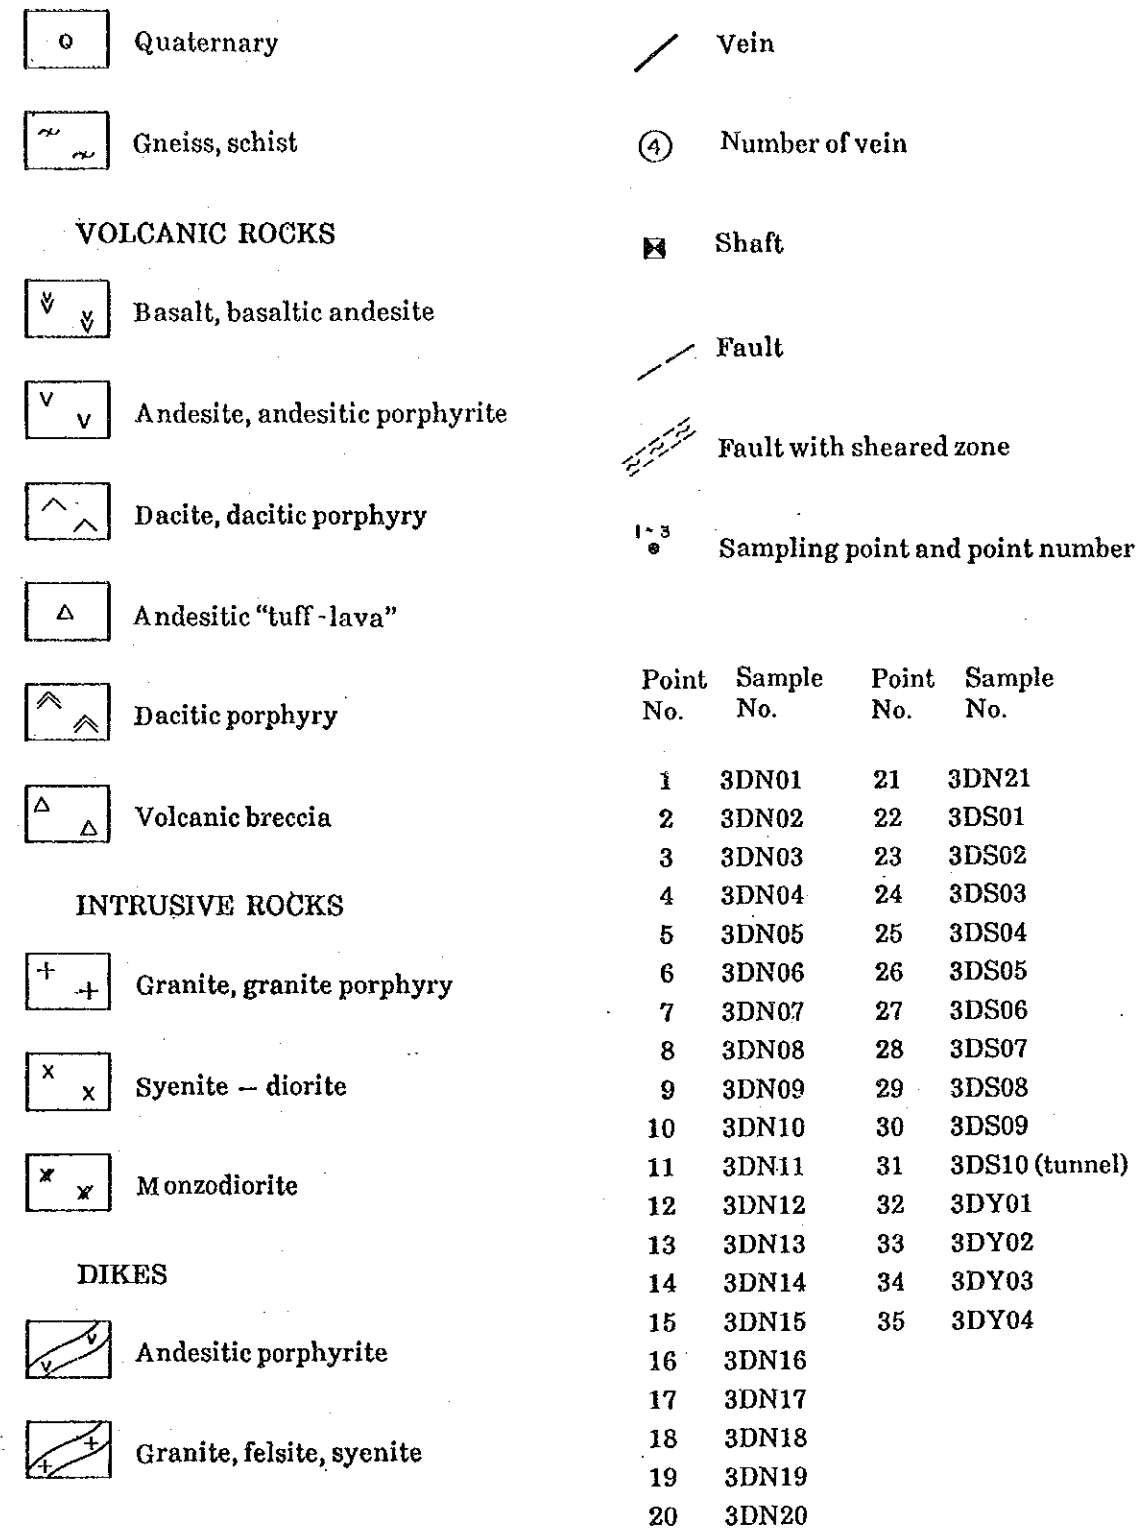 Q Quaternary
Gneiss, schist
VOLCANIC ROCKS
Basalt, basaltic andesite
Andesite, andesitic porphyrite
Dacite, dacitic porphyry
Andesitic “tuff-lava”
Dacitic porphyry
Volcanic breccia
INTRUSIVE ROCKS
Granite, granite porphyry
Syenite – diorite
Monzodiorite
DIKES
Andesitic porphyrite
Granite, felsite, syenite
Vein
4 Number of vein
Shaft
Fault
Fault with sheared zone
1~3
Sampling point and point number
Point Sample Point Sample
No. No. No. No.
1 3DN01 21 3DN21
2 3DN02 22 3DS01
3 3DN03 23 3DS02
4 3DN04 24 3DS03
5 3DN05 25 3DS04
6 3DN06 26 3DS05
7 3DN07 27 3DS06
8 3DN08 28 3DS07
9 3DN09 29 3DS08
10 3DN10 30 3DS09
11 3DN11 31 3DS10 (tunnel)
12 3DN12 32 3DY01
13 3DN13 33 3DY02
14 3DN14 34 3DY03
15 3DN15 35 3DY04
16 3DN16
17 3DN17
18 3DN18
19 3DN19
20 3DN20